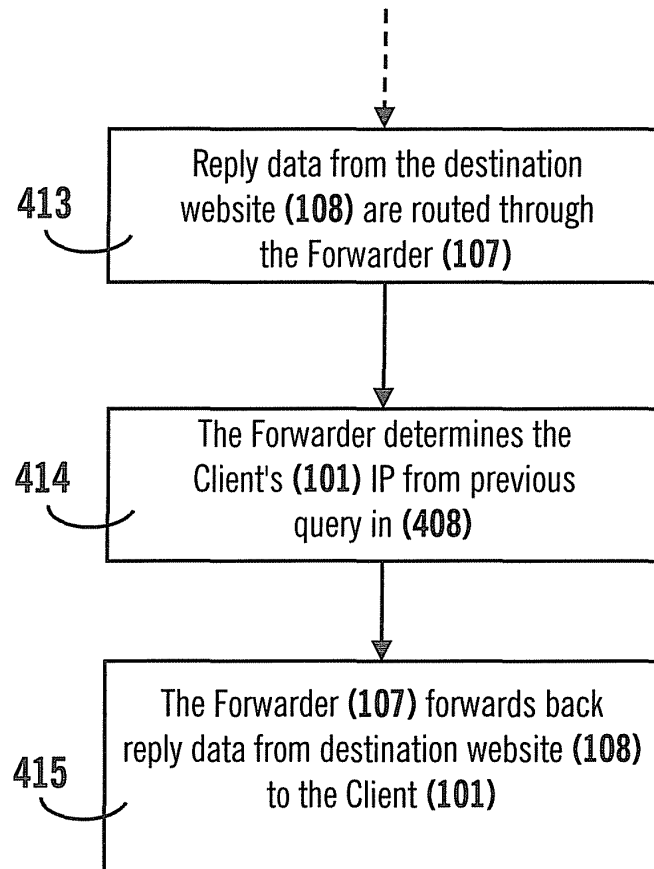 413
Reply data from the destination
website (108) are routed through
the Forwarder (107)
414
The Forwarder determines the
Client's (101) IP from previous
query in (408)
415
The Forwarder (107) forwards back
reply data from destination website (108)
to the Client (101)